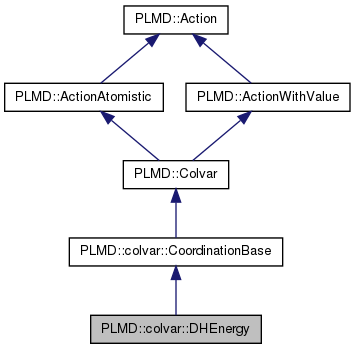 PLMD::Action
PLMD::ActionAtomistic
PLMD::ActionWithValue
PLMD::Colvar
PLMD::colvar::CoordinationBase
PLMD::colvar::DHEnergy